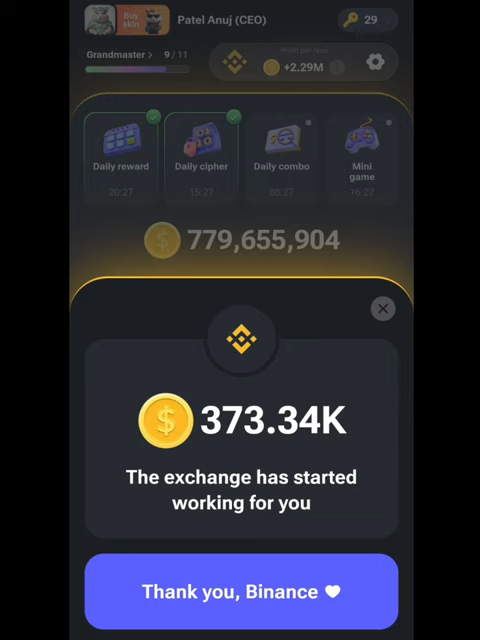 Buy
skin
Patel Anuj (CEO)
29
Grandmaster >
9 / 11
Profit per hour
+2.29M
Daily reward
Daily cipher
Daily combo
Mini
game
20:27
15:27
00:27
16:27
779,655,904
373.34K
The exchange has started
working for you
Thank you, Binance